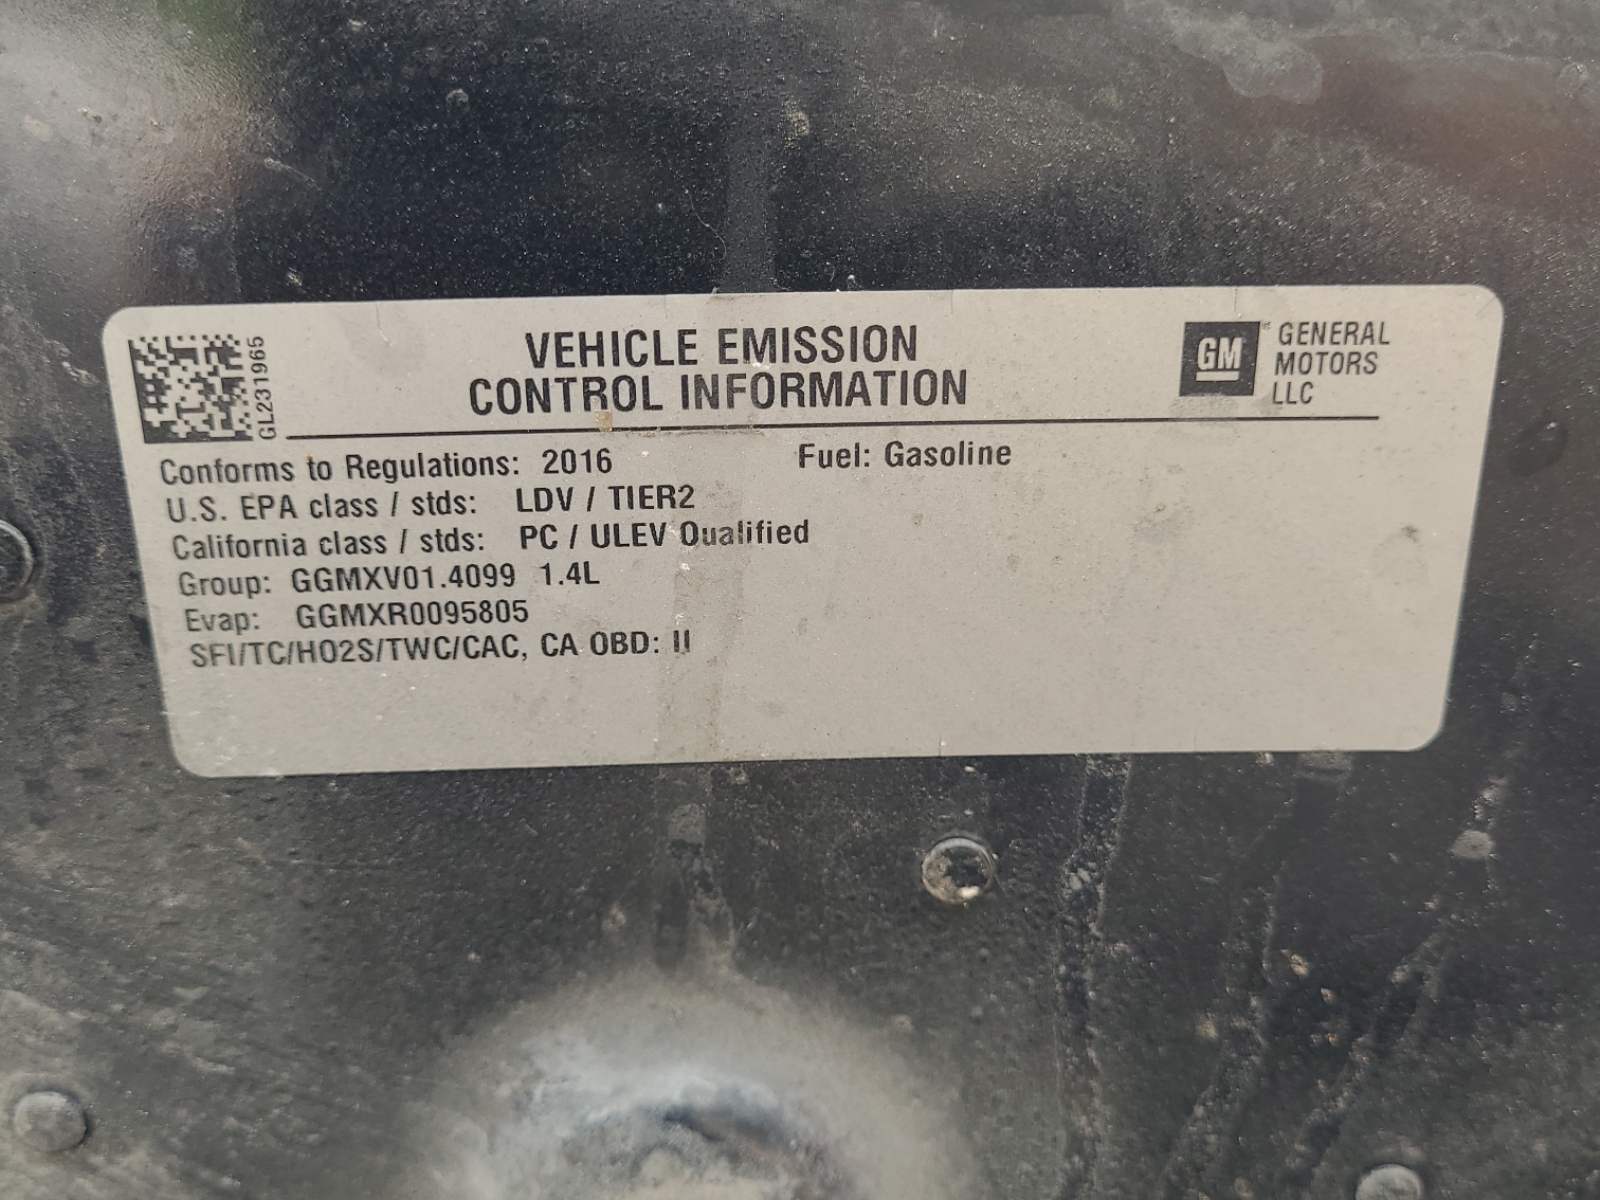 GL231965
VEHICLE EMISSION
CONTROL INFORMATION
GM
GENERAL
MOTORS
LLC
Conforms to Regulations: 2016 Fuel: Gasoline
U.S. EPA class / stds: LDV / TIER2
California class / stds: PC / ULEV Qualified
Group: GGMXV01.4099 1.4L
Evap: GGMXR0095805
SFI/TC/HO2S/TWC/CAC, CA OBD: II